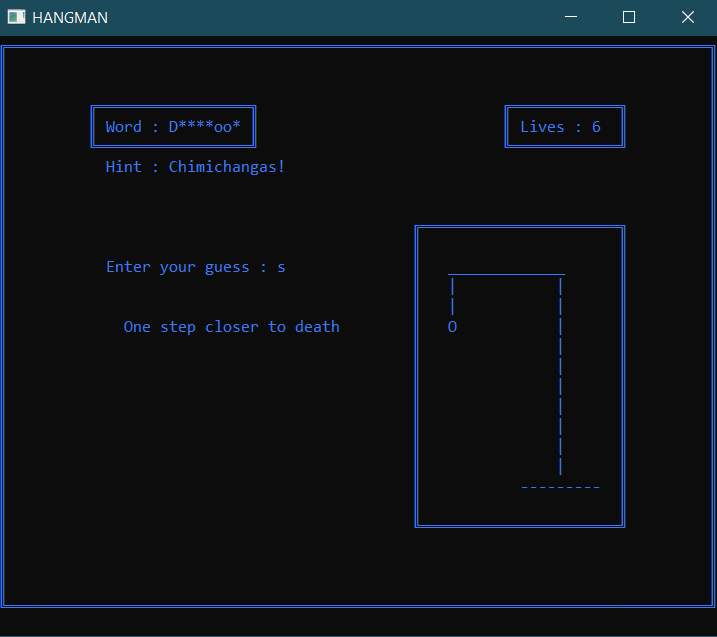 HANGMAN
Word : D****oo*
Lives : 6
Hint : Chimichangas!
Enter your guess : s
One step closer to death
O